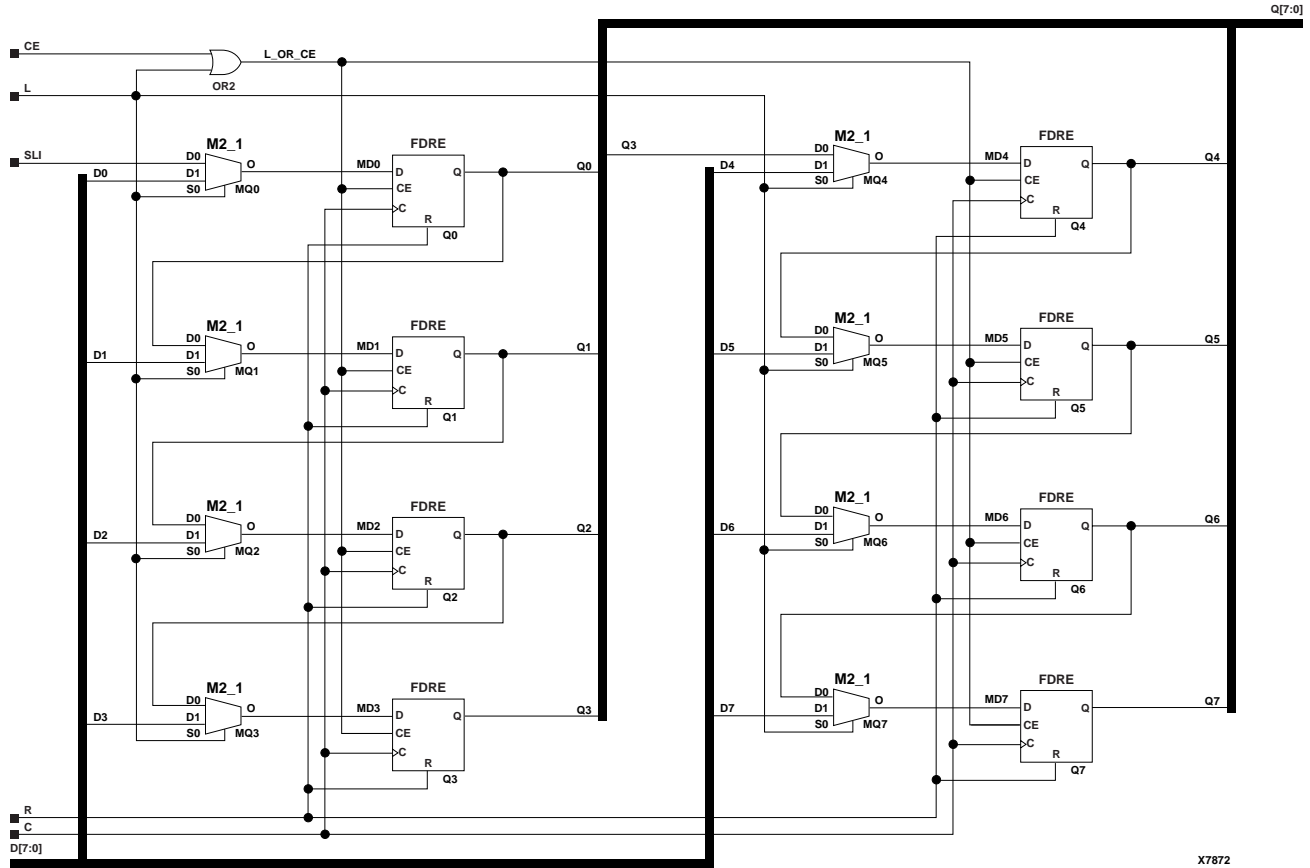 Q[7:0]
CE
L_OR_CE
OR2
L
SLI
M2_1
D0
D1
S0
O
MQ0
D0
MD0
FDRE
D
CE
C
Q
R
Q0
Q0
M2_1
D0
D1
S0
O
MQ1
D1
MD1
FDRE
D
CE
C
Q
R
Q1
Q1
M2_1
D0
D1
S0
O
MQ2
D2
MD2
FDRE
D
CE
C
Q
R
Q2
Q2
M2_1
D0
D1
S0
O
MQ3
D3
MD3
FDRE
D
CE
C
Q
R
Q3
Q3
Q3
M2_1
D0
D1
S0
O
MQ4
D4
MD4
FDRE
D
CE
C
Q
R
Q4
Q4
M2_1
D0
D1
S0
O
MQ5
D5
MD5
FDRE
D
CE
C
Q
R
Q5
Q5
M2_1
D0
D1
S0
O
MQ6
D6
MD6
FDRE
D
CE
C
Q
R
Q6
Q6
M2_1
D0
D1
S0
O
MQ7
D7
MD7
FDRE
D
CE
C
Q
R
Q7
Q7
R
C
D[7:0]
X7872